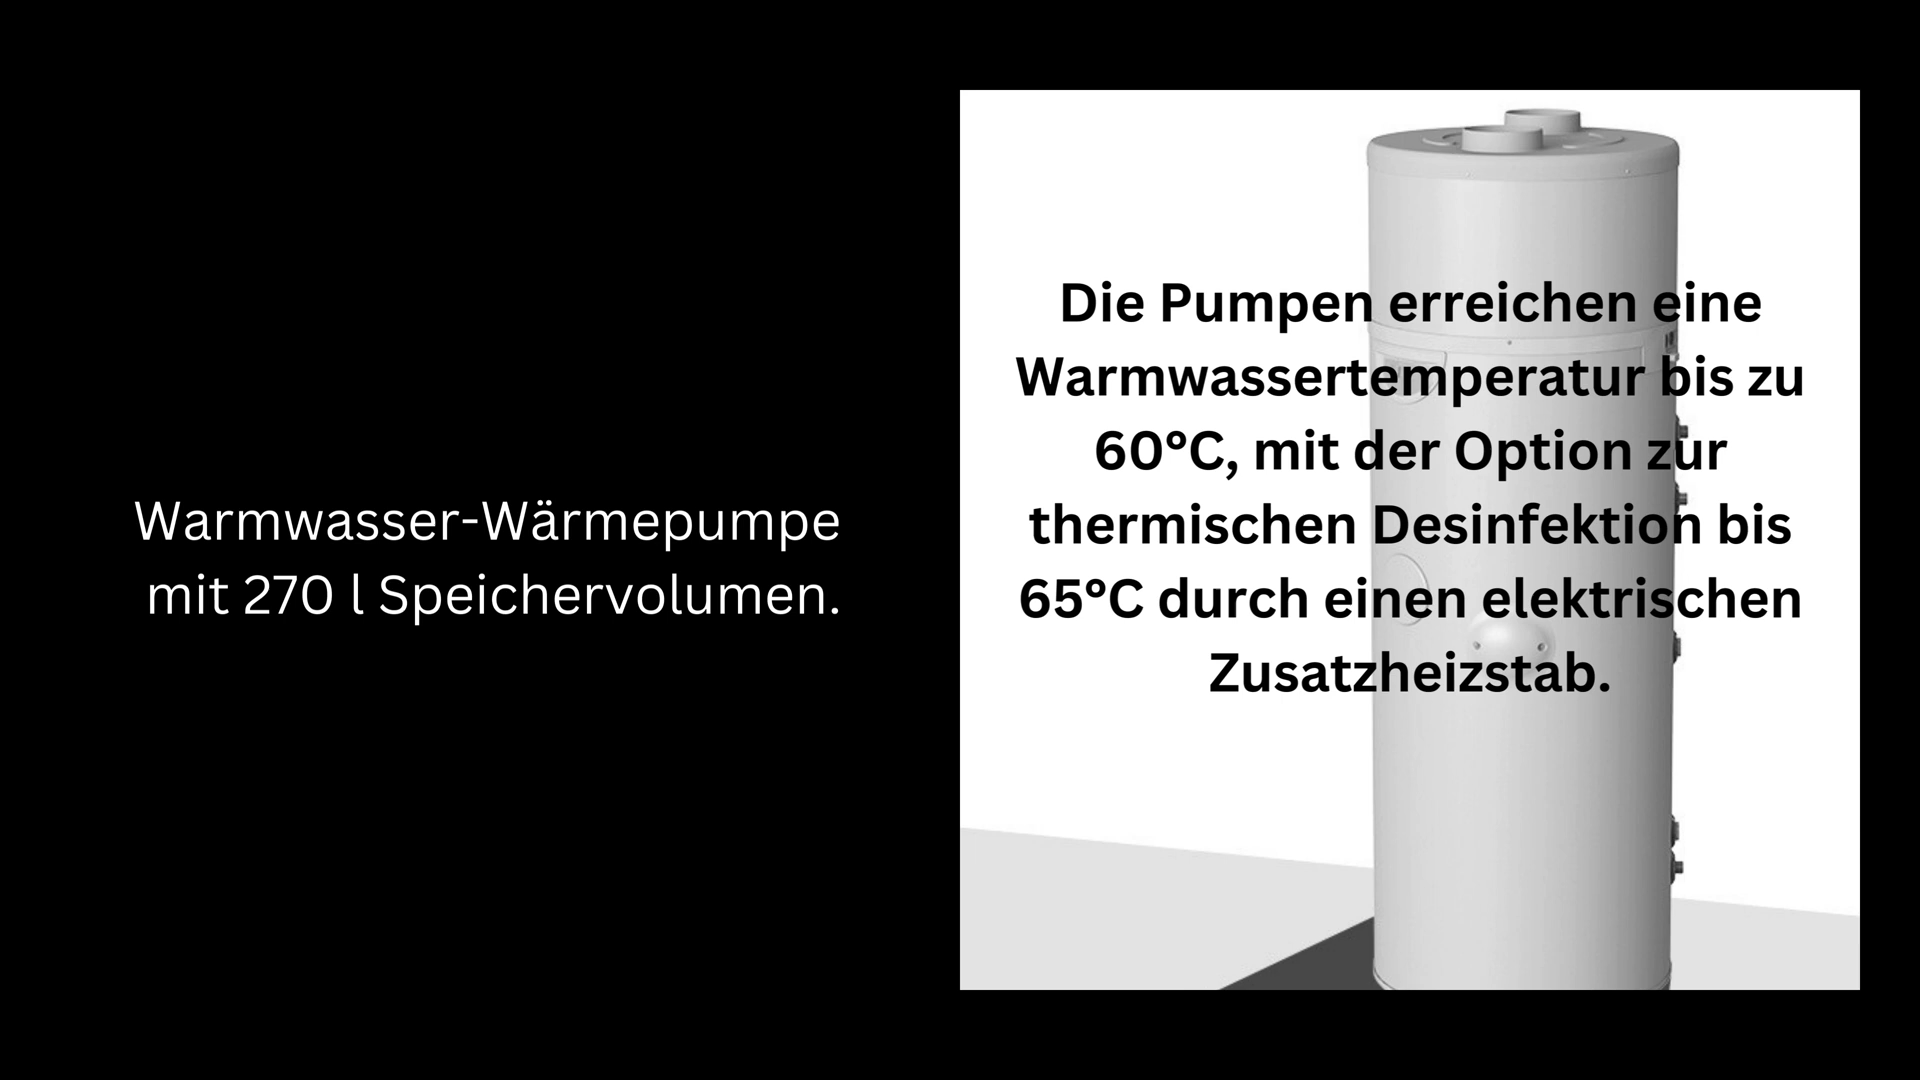 Warmwasser-Wärmepumpe
mit 270 l Speichervolumen.
Die Pumpen erreichen eine
Warmwassertemperatur bis zu
60°C, mit der Option zur
thermischen Desinfektion bis
65°C durch einen elektrischen
Zusatzheizstab.